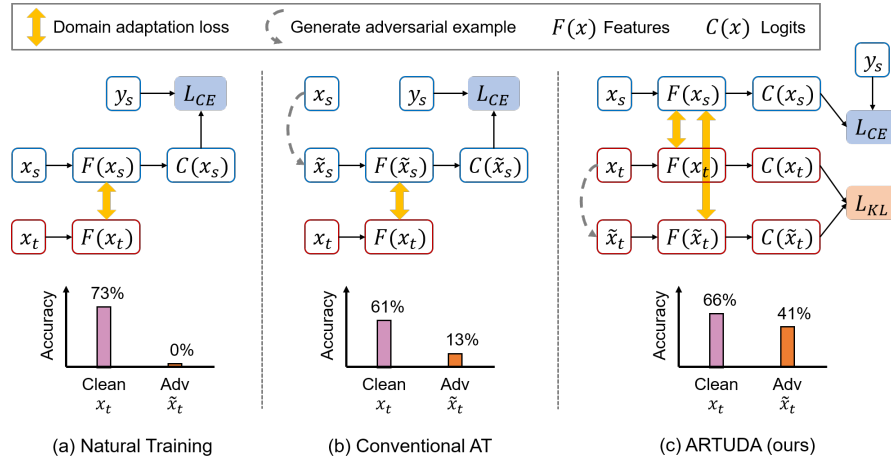 Domain adaptation loss
Generate adversarial example
F(x) Features
C(x) Logits
y_s
L_CE
x_s
F(x_s)
C(x_s)
x_t
F(x_t)
Accuracy
73%
0%
Clean
x_t
Adv
x̃_t
(a) Natural Training
x_s
y_s
L_CE
x̃_s
F(x̃_s)
C(x̃_s)
x_t
F(x_t)
Accuracy
61%
13%
Clean
x_t
Adv
x̃_t
(b) Conventional AT
y_s
x_s
F(x_s)
C(x_s)
L_CE
x_t
F(x_t)
C(x_t)
L_KL
x̃_t
F(x̃_t)
C(x̃_t)
Accuracy
66%
41%
Clean
x_t
Adv
x̃_t
(c) ARTUDA (ours)